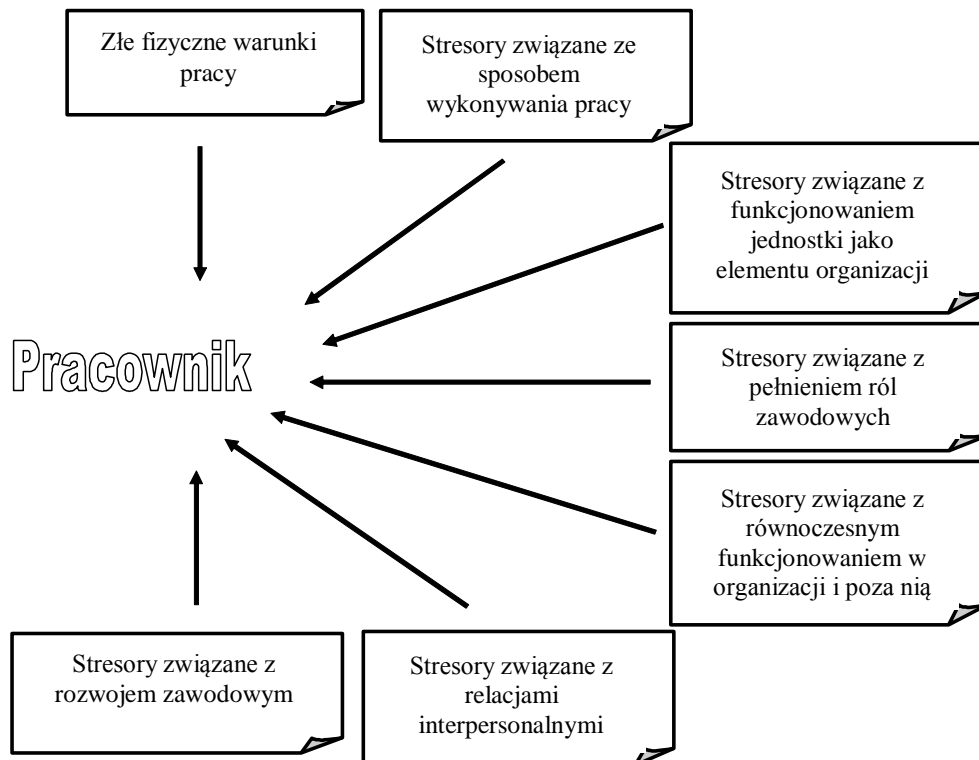 Złe fizyczne warunki
pracy
Stresory związane ze
sposobem
wykonywania pracy
Stresory związane z
funkcjonowaniem
jednostki jako
elementu organizacji
Pracownik
Stresory związane z
pełnieniem ról
zawodowych
Stresory związane z
równoczesnym
funkcjonowaniem w
organizacji i poza nią
Stresory związane z
rozwojem zawodowym
Stresory związane z
relacjami
interpersonalnymi